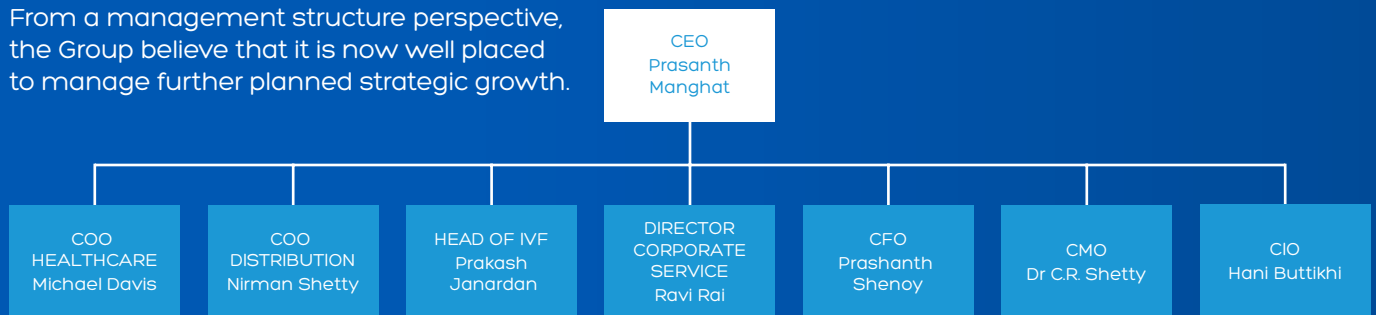 From a management structure perspective,
the Group believe that it is now well placed
to manage further planned strategic growth.
CEO
Prasanth
Manghat
COO
HEALTHCARE
Michael Davis
COO
DISTRIBUTION
Nirman Shetty
HEAD OF IVF
Prakash
Janardan
DIRECTOR
CORPORATE
SERVICE
Ravi Rai
CFO
Prashanth
Shenoy
CMO
Dr C.R. Shetty
CIO
Hani Buttikhi